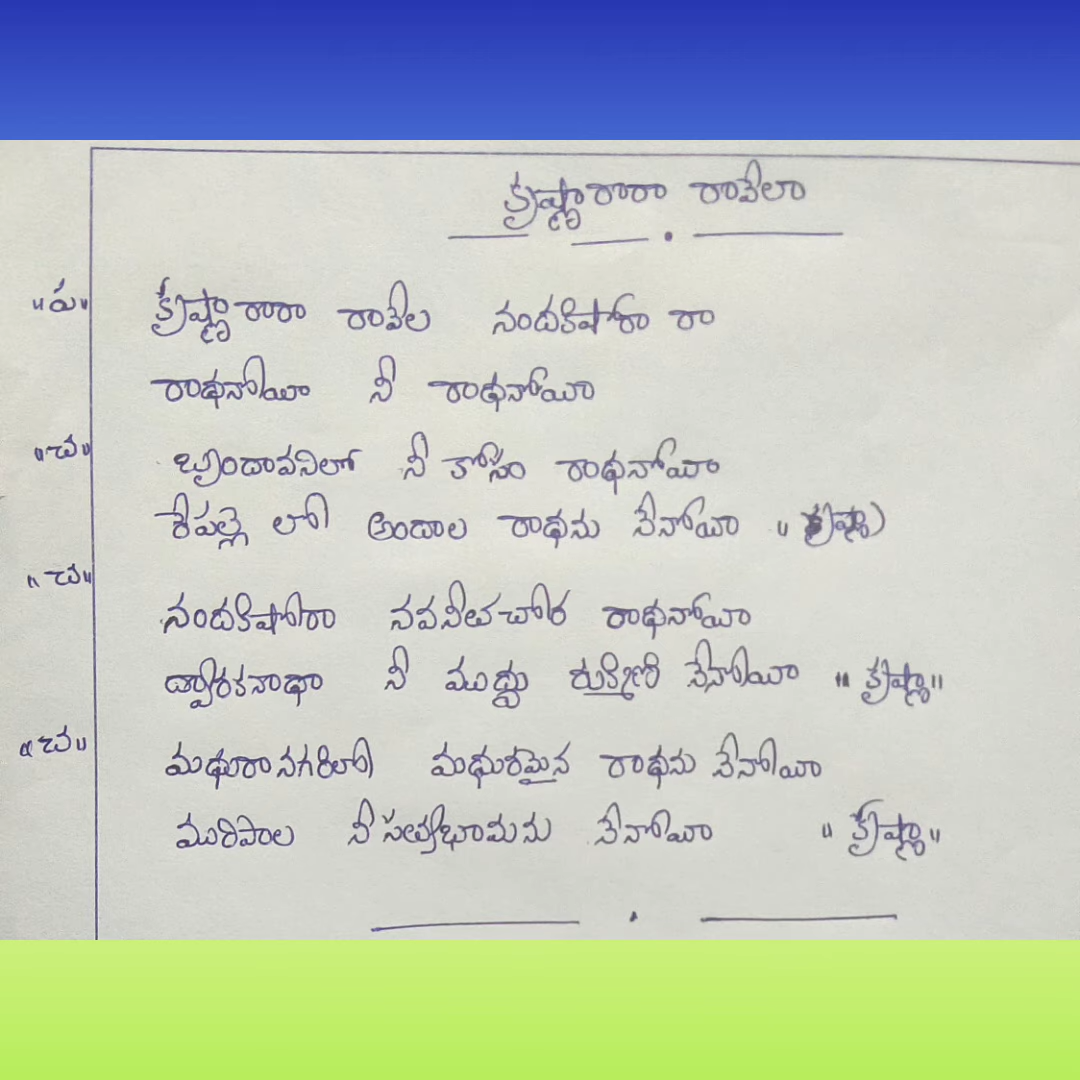 కృష్ణా రారా రావేలా
"ప" కృష్ణా రారా రావేల నందకిషోరా రా
రాధనోయీ నీ రాధనోయీ
"చ" బృందావనిలో నీ కోసం రాధనోయీ
రేపల్లె లోని అందాల రాధను నేనోయీ "కృష్ణా"
"చ" నందకిషోరా నవనీతచోర రాధనోయీ
ద్వారకనాథా నీ ముద్దు రుక్మిణి నేనోయీ "కృష్ణా"
"చ" మధురానగరిలో మధురమైన రాధను నేనోయీ
మురిపాల నీ సత్యభామను నేనోయీ "కృష్ణా"